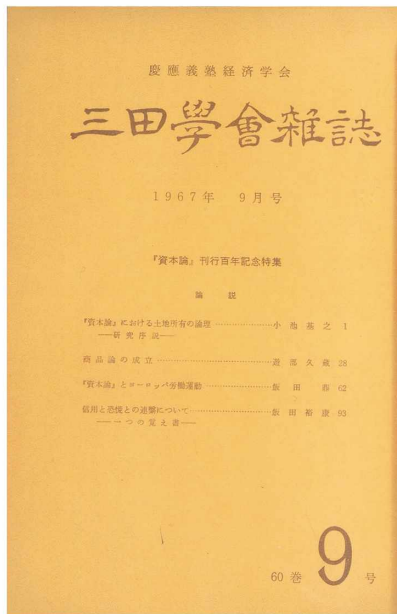 慶應義塾経済学会
三田學會雑誌
1967年 9月号
『資本論』刊行百年記念特集
論説
『資本論』における土地所有の論理 小池基之 1
――研究序説――
商品論の成立 遊部久蔵 28
『資本論』とヨーロッパ労働運動 飯田鼎 62
信用と恐慌との連繋について 飯田裕康 93
――一つの覚え書――
60巻 9号